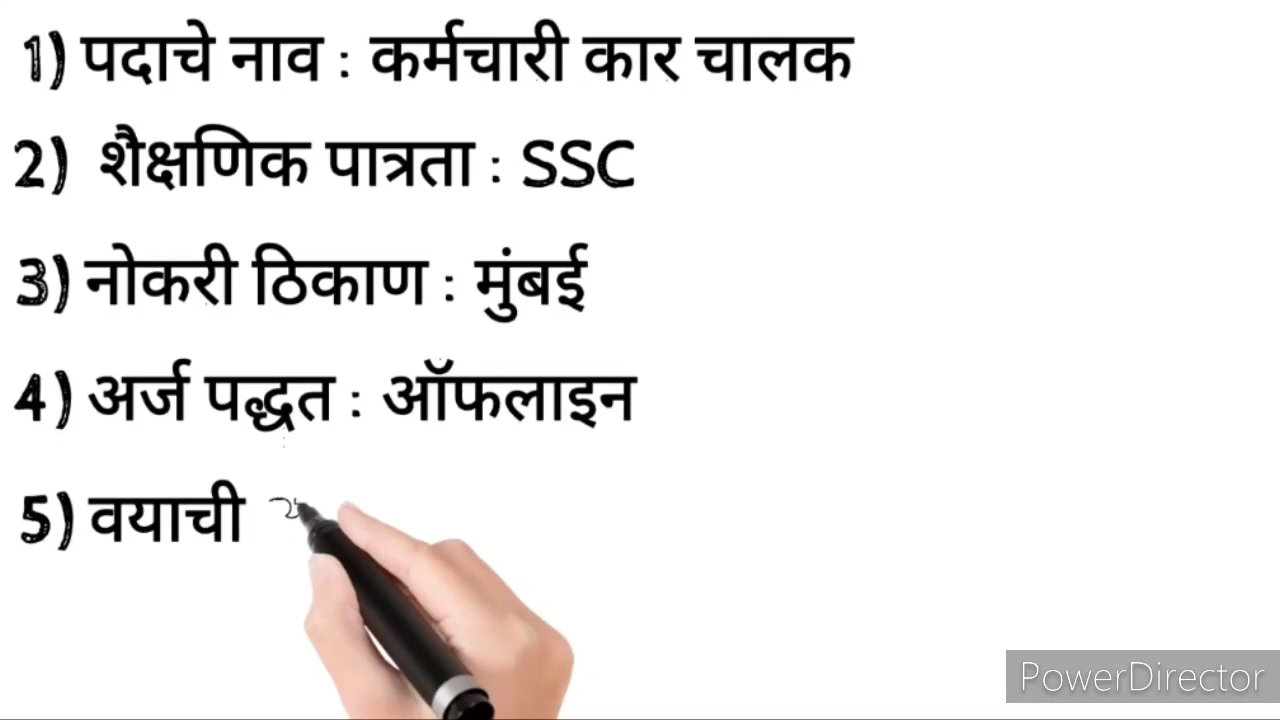 1) पदाचे नाव : कर्मचारी कार चालक
2) शैक्षणिक पात्रता : SSC
3) नोकरी ठिकाण : मुंबई
4) अर्ज पद्धत : ऑफलाइन
5) वयाची
PowerDirector